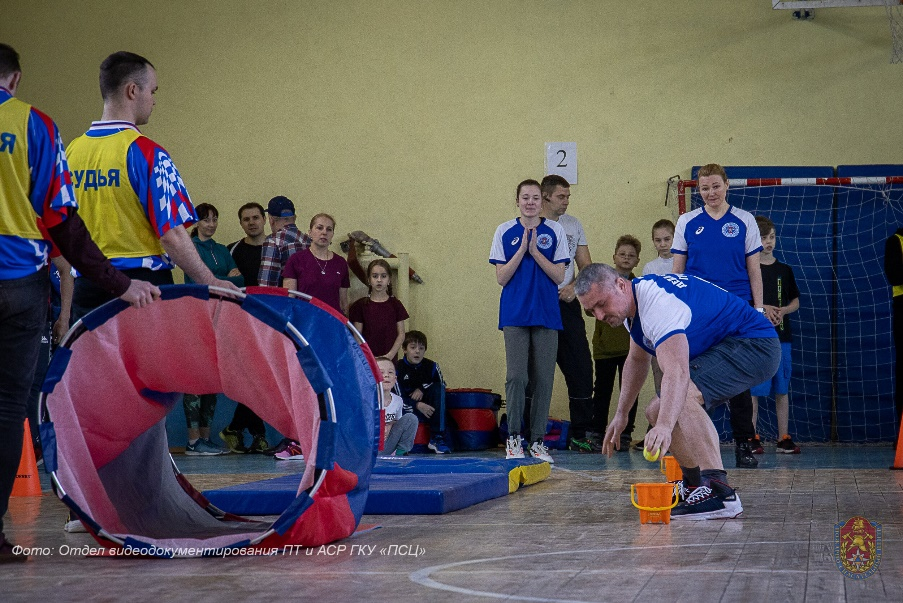 Я
СУДЬЯ
2
Фото: Отдел видеодокументирования ПТ и АСР ГКУ «ПСЦ»